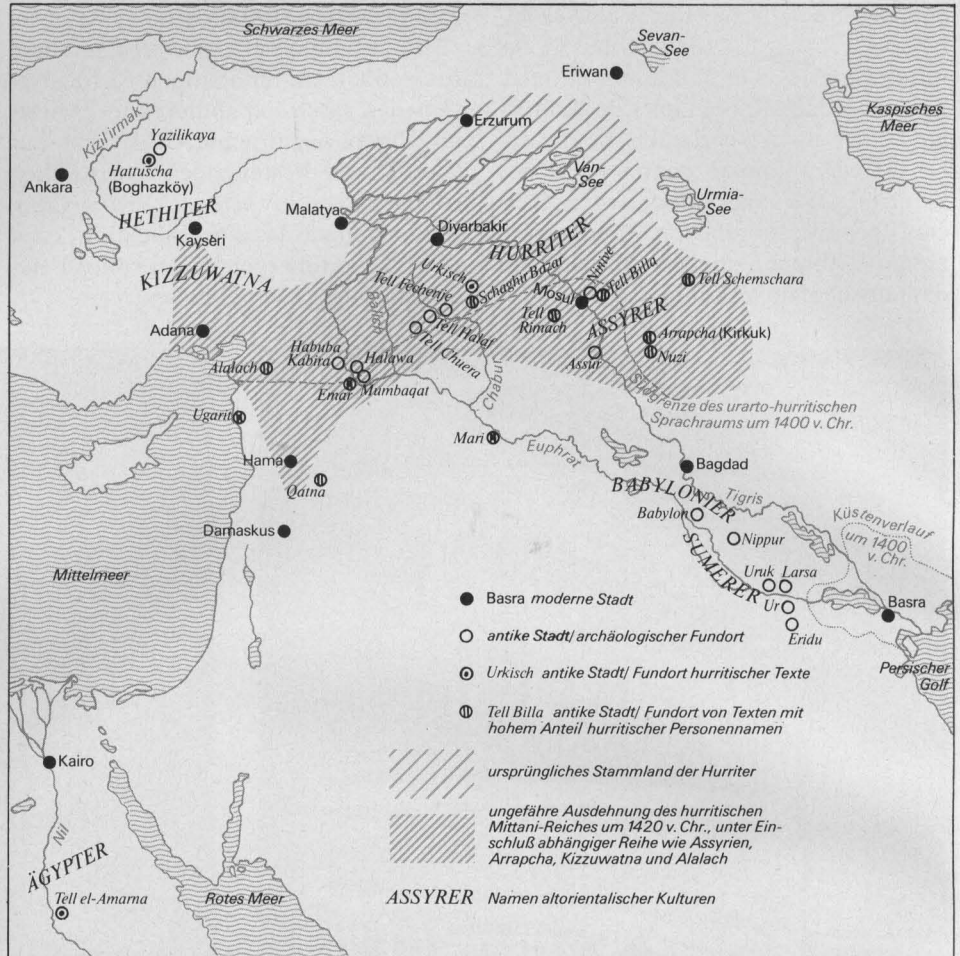 Schwarzes Meer
Sevan-
See
Eriwan
Kaspisches
Meer
Kizil irmak
Yazilikaya
Erzurum
Hattuscha
(Boghazköy)
Ankara
Van-
See
Urmia-
See
HETHITER
Malatya
Kayseri
Diyarbakir
HURRITER
KIZZUWATNA
Urkisch
Schaghir Bazar
Ninive
Tell Billa
Tell Schemschara
Tell Fecherije
Balich
Mosul
Adana
Tell
Rimach
ASSYRER
Arrapcha (Kirkuk)
Tell Halaf
Tell Chuera
Nuzi
Habuba
Kabira
Halawa
Alalach
Assur
Emar
Mumbaqat
Chabur
Südgrenze des urarto-hurritischen
Sprachraums um 1400 v. Chr.
Ugarit
Mari
Euphrat
Hama
Bagdad
Qatna
BABYLONIER
Tigris
Babylon
Küstenverlauf
um 1400
v. Chr.
Damaskus
Nippur
SUMERER
Mittelmeer
Uruk Larsa
Ur
Basra
Eridu
Persischer
Golf
Basra moderne Stadt
antike Stadt/ archäologischer Fundort
Urkisch antike Stadt/ Fundort hurritischer Texte
Tell Billa antike Stadt/ Fundort von Texten mit
hohem Anteil hurritischer Personennamen
Kairo
ursprüngliches Stammland der Hurriter
ungefähre Ausdehnung des hurritischen
Mittani-Reiches um 1420 v. Chr., unter Ein-
schluß abhängiger Reihe wie Assyrien,
Arrapcha, Kizzuwatna und Alalach
Nil
ÄGYPTER
Tell el-Amarna
Rotes Meer
ASSYRER Namen altorientalischer Kulturen